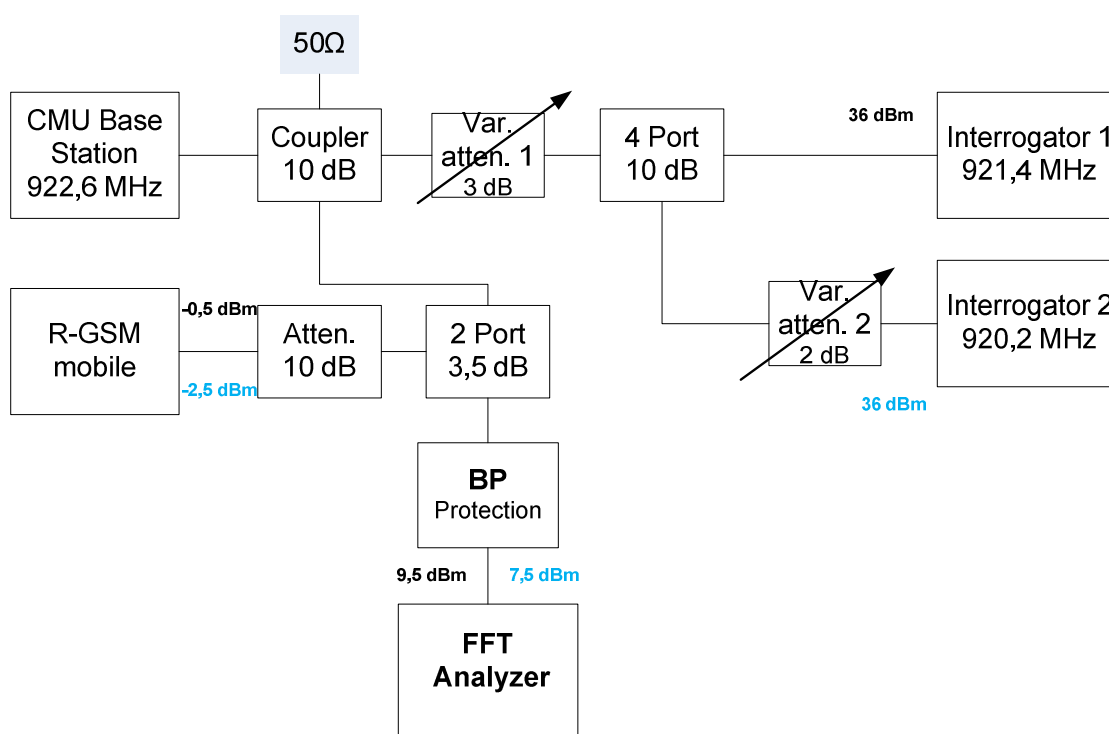 50Ω
CMU Base
Station
922,6 MHz
Coupler
10 dB
Var.
atten. 1
3 dB
4 Port
10 dB
36 dBm
Interrogator 1
921,4 MHz
R-GSM
mobile
-0,5 dBm
-2,5 dBm
Atten.
10 dB
2 Port
3,5 dB
Var.
atten. 2
2 dB
36 dBm
Interrogator 2
920,2 MHz
BP
Protection
9,5 dBm
7,5 dBm
FFT
Analyzer